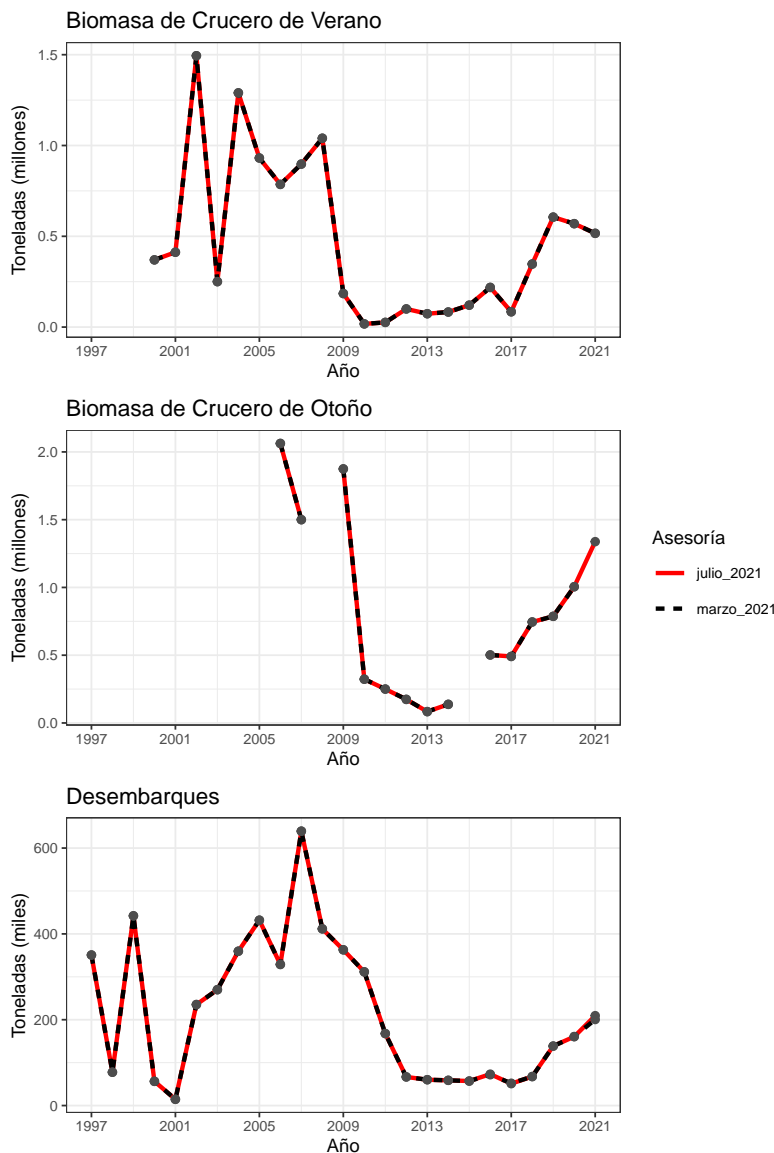 Biomasa de Crucero de Verano
Toneladas (millones)
1.5
1.0
0.5
0.0
1997 2001 2005 2009 2013 2017 2021
Año
Biomasa de Crucero de Otoño
Toneladas (millones)
2.0
1.5
1.0
0.5
0.0
1997 2001 2005 2009 2013 2017 2021
Año
Asesoría
julio_2021
marzo_2021
Desembarques
Toneladas (miles)
600
400
200
0
1997 2001 2005 2009 2013 2017 2021
Año